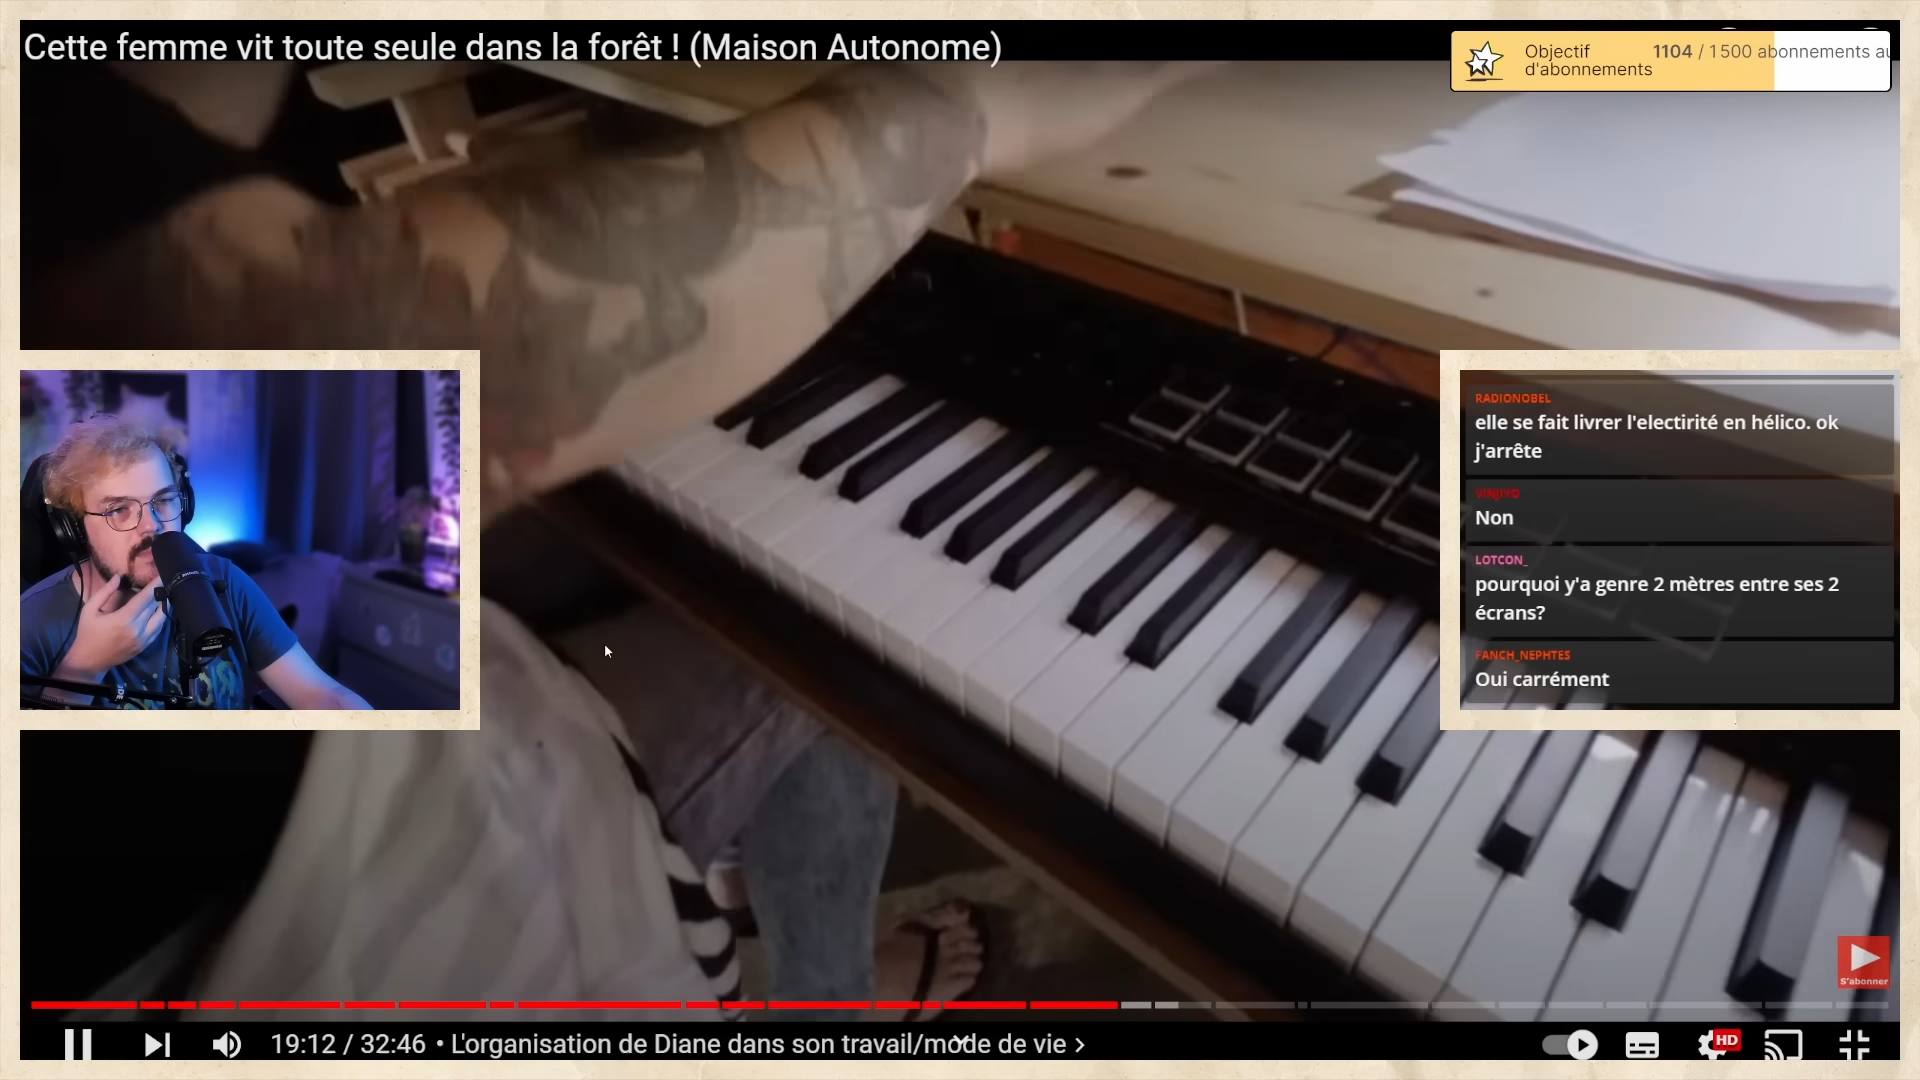 Cette femme vit toute seule dans la forêt ! (Maison Autonome)
Objectif
d'abonnements
1104 / 1500 abonnements au
RADIONOBEL
elle se fait livrer l'electirité en hélico. ok
j'arrête
VINJIYO
Non
LOTCON_
pourquoi y'a genre 2 mètres entre ses 2
écrans?
FANCH_NEPHTES
Oui carrément
S'abonner
19:12 / 32:46 • L'organisation de Diane dans son travail/mode de vie >
HD